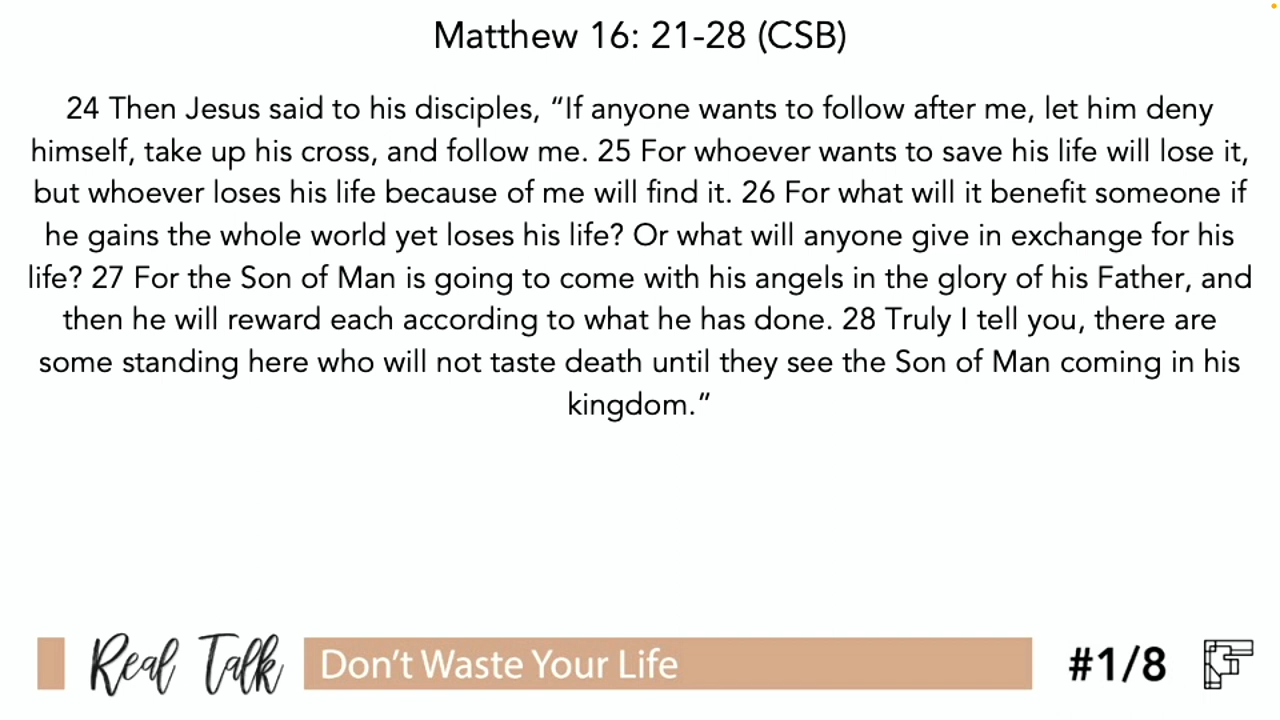 Matthew 16: 21-28 (CSB)
24 Then Jesus said to his disciples, “If anyone wants to follow after me, let him deny
himself, take up his cross, and follow me. 25 For whoever wants to save his life will lose it,
but whoever loses his life because of me will find it. 26 For what will it benefit someone if
he gains the whole world yet loses his life? Or what will anyone give in exchange for his
life? 27 For the Son of Man is going to come with his angels in the glory of his Father, and
then he will reward each according to what he has done. 28 Truly I tell you, there are
some standing here who will not taste death until they see the Son of Man coming in his
kingdom.”
Real Talk Don’t Waste Your Life #1/8 F